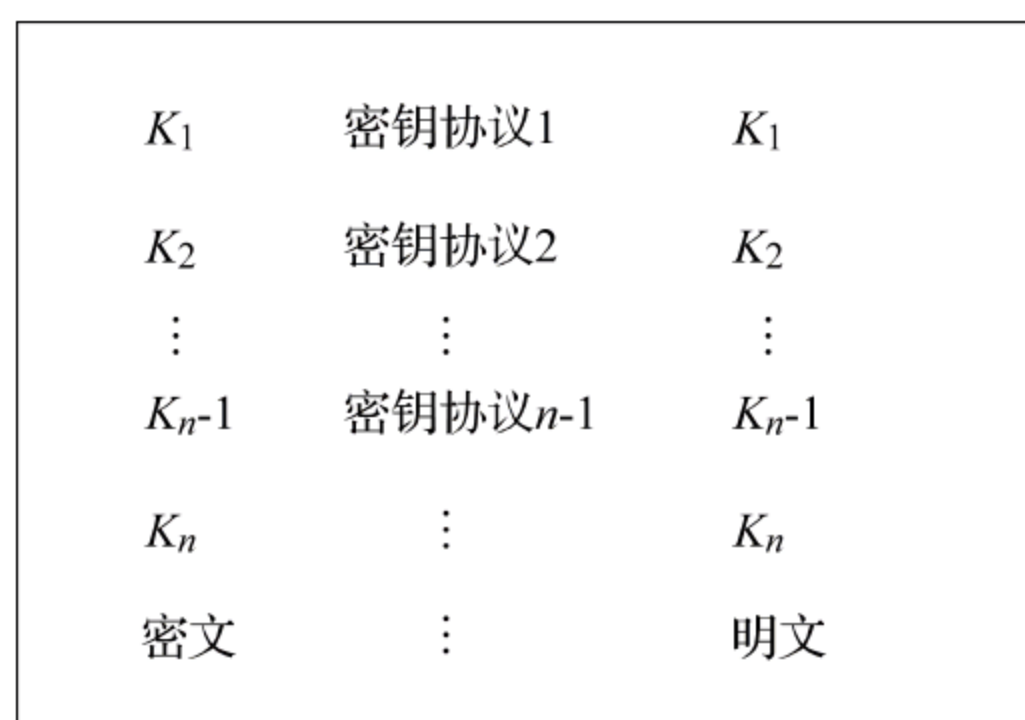 K₁ 密钥协议1 K₁
K₂ 密钥协议2 K₂
⋮ ⋮ ⋮
Kₙ-1 密钥协议n-1 Kₙ-1
Kₙ ⋮ Kₙ
密文 ⋮ 明文